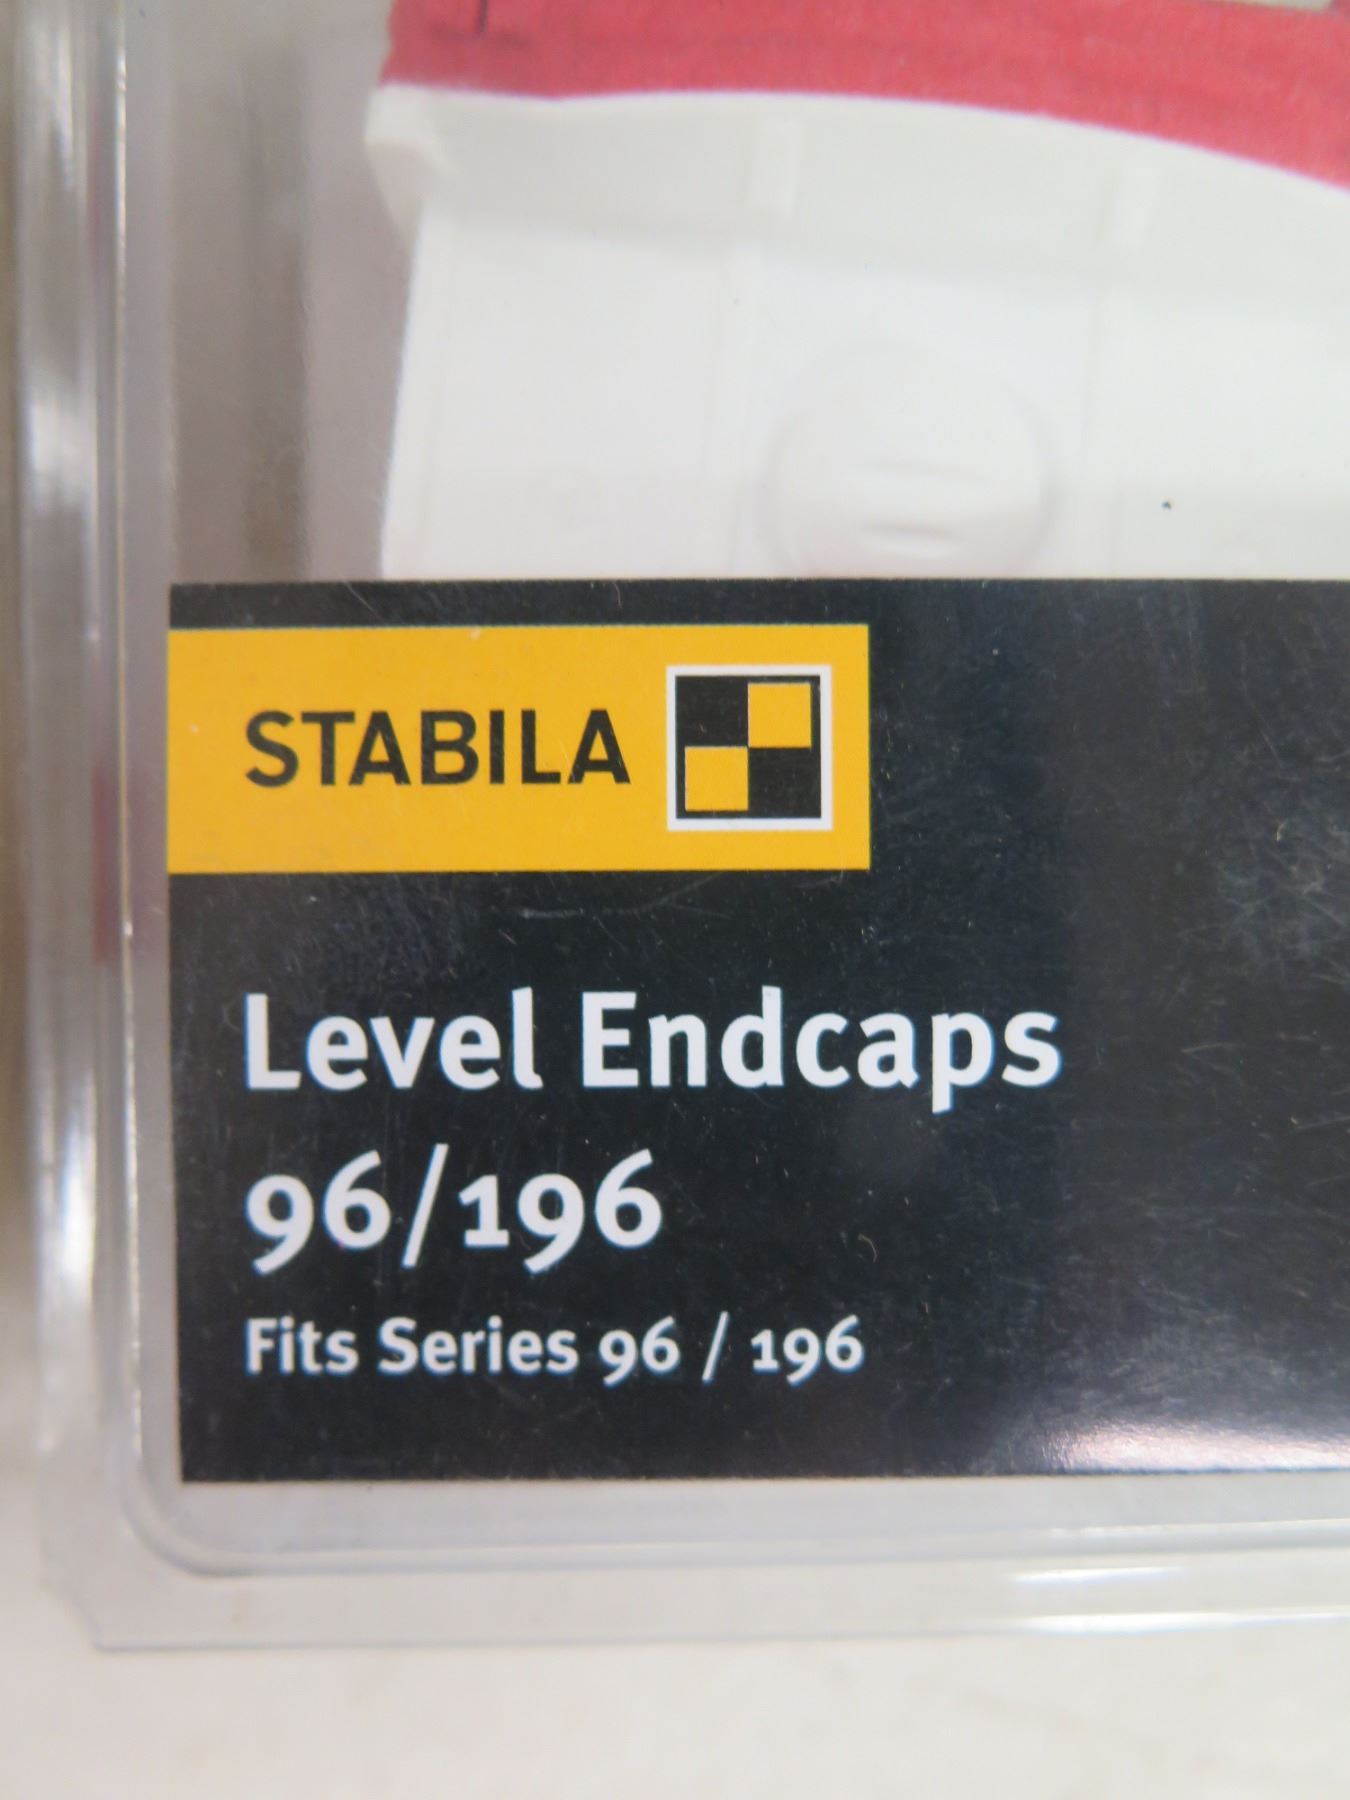 STABILA
Level Endcaps
96/196
Fits Series 96 / 196